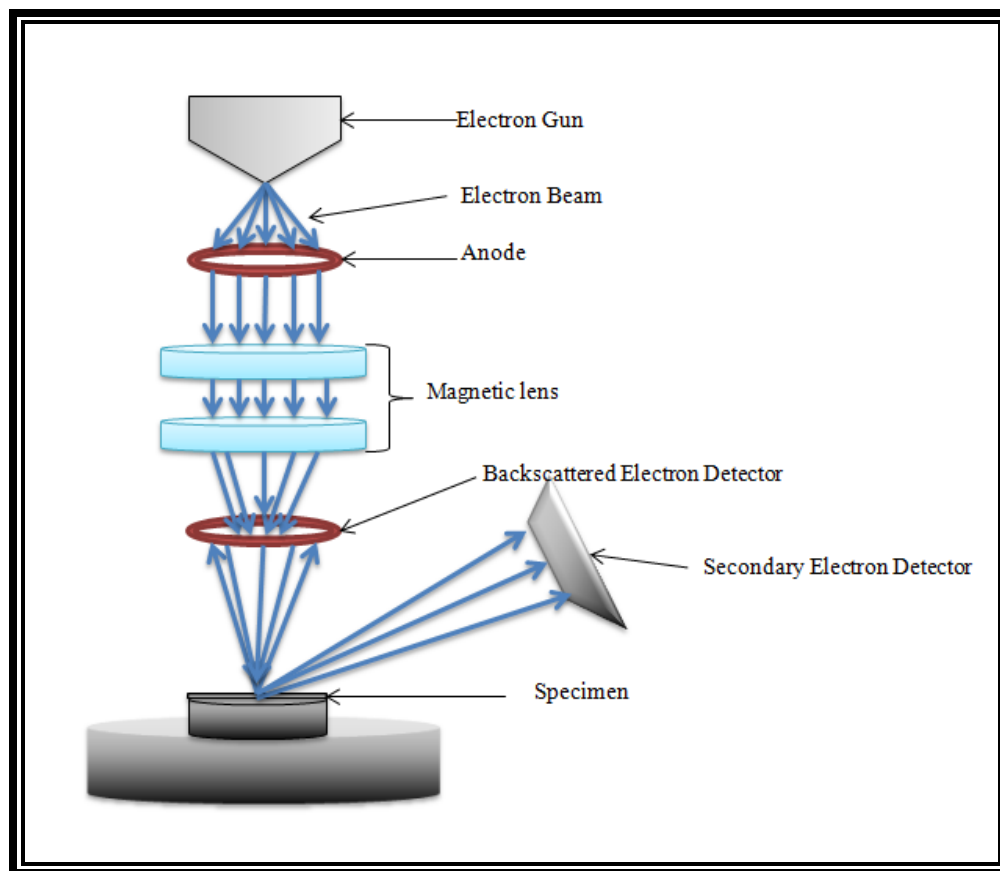 Electron Gun
Electron Beam
Anode
Magnetic lens
Backscattered Electron Detector
Secondary Electron Detector
Specimen